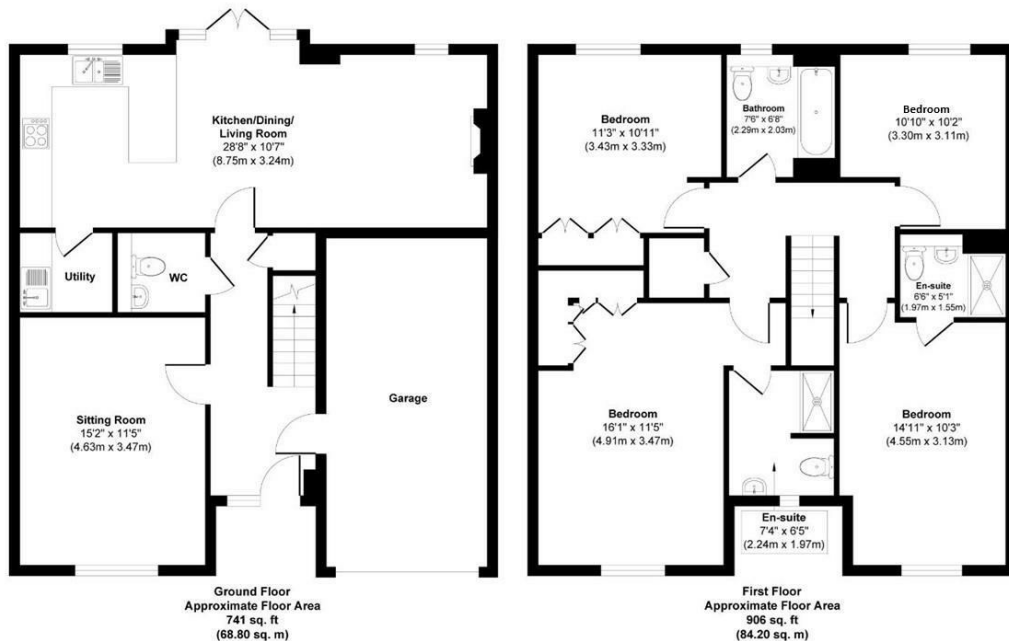 Kitchen/Dining/
Living Room
28'8" x 10'7"
(8.75m x 3.24m)
Utility
WC
Sitting Room
15'2" x 11'5"
(4.63m x 3.47m)
Garage
Ground Floor
Approximate Floor Area
741 sq. ft
(68.80 sq. m)
Bedroom
11'3" x 10'11"
(3.43m x 3.33m)
Bathroom
7'6" x 6'8"
(2.29m x 2.03m)
Bedroom
10'10" x 10'2"
(3.30m x 3.11m)
En-suite
6'6" x 5'1"
(1.97m x 1.55m)
Bedroom
16'1" x 11'5"
(4.91m x 3.47m)
Bedroom
14'11" x 10'3"
(4.55m x 3.13m)
En-suite
7'4" x 6'5"
(2.24m x 1.97m)
First Floor
Approximate Floor Area
906 sq. ft
(84.20 sq. m)